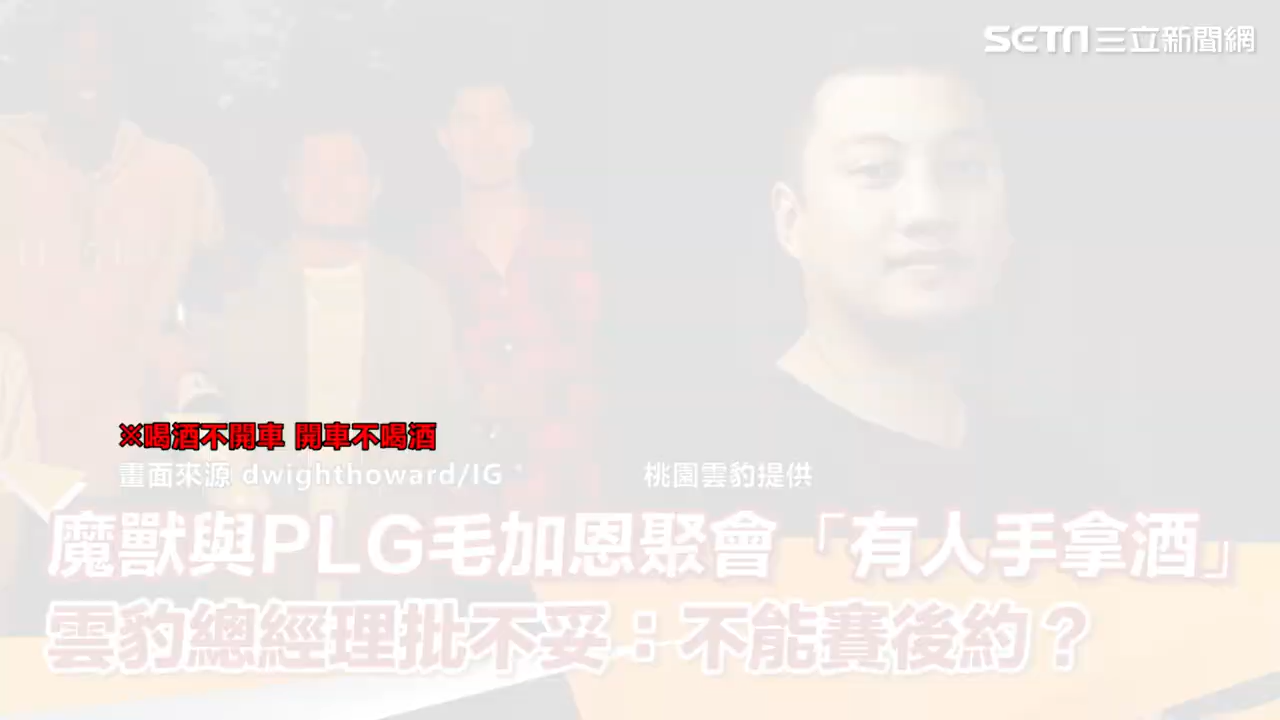 SETN三立新聞網
※喝酒不開車 開車不喝酒
畫面來源 dwighthoward/IG
桃園雲豹提供
魔獸與PLG毛加恩聚會「有人手拿酒」
雲豹總經理批不妥：不能賽後約？